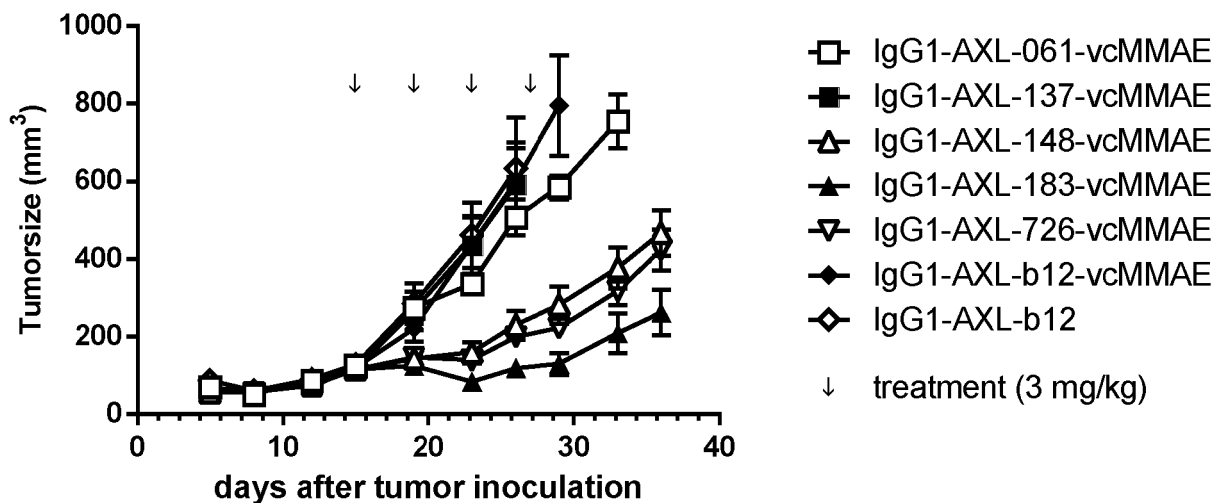 1000
800
600
400
200
0
Tumorsize (mm³)
0 10 20 30 40
days after tumor inoculation
IgG1-AXL-061-vcMMAE
IgG1-AXL-137-vcMMAE
IgG1-AXL-148-vcMMAE
IgG1-AXL-183-vcMMAE
IgG1-AXL-726-vcMMAE
IgG1-AXL-b12-vcMMAE
IgG1-AXL-b12
↓ treatment (3 mg/kg)